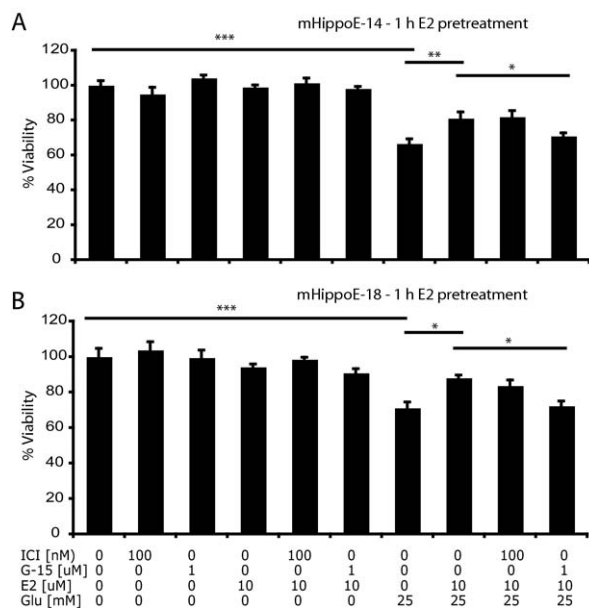 A
mHippoE-14 - 1 h E2 pretreatment
***
**
*
% Viability
120
100
80
60
40
20
0
B
mHippoE-18 - 1 h E2 pretreatment
***
*
*
% Viability
120
100
80
60
40
20
0
ICI [nM] 0 100 0 0 100 0 0 0 100 0
G-15 [uM] 0 0 1 0 0 1 0 0 0 1
E2 [uM] 0 0 0 10 10 10 0 10 10 10
Glu [mM] 0 0 0 0 0 0 25 25 25 25